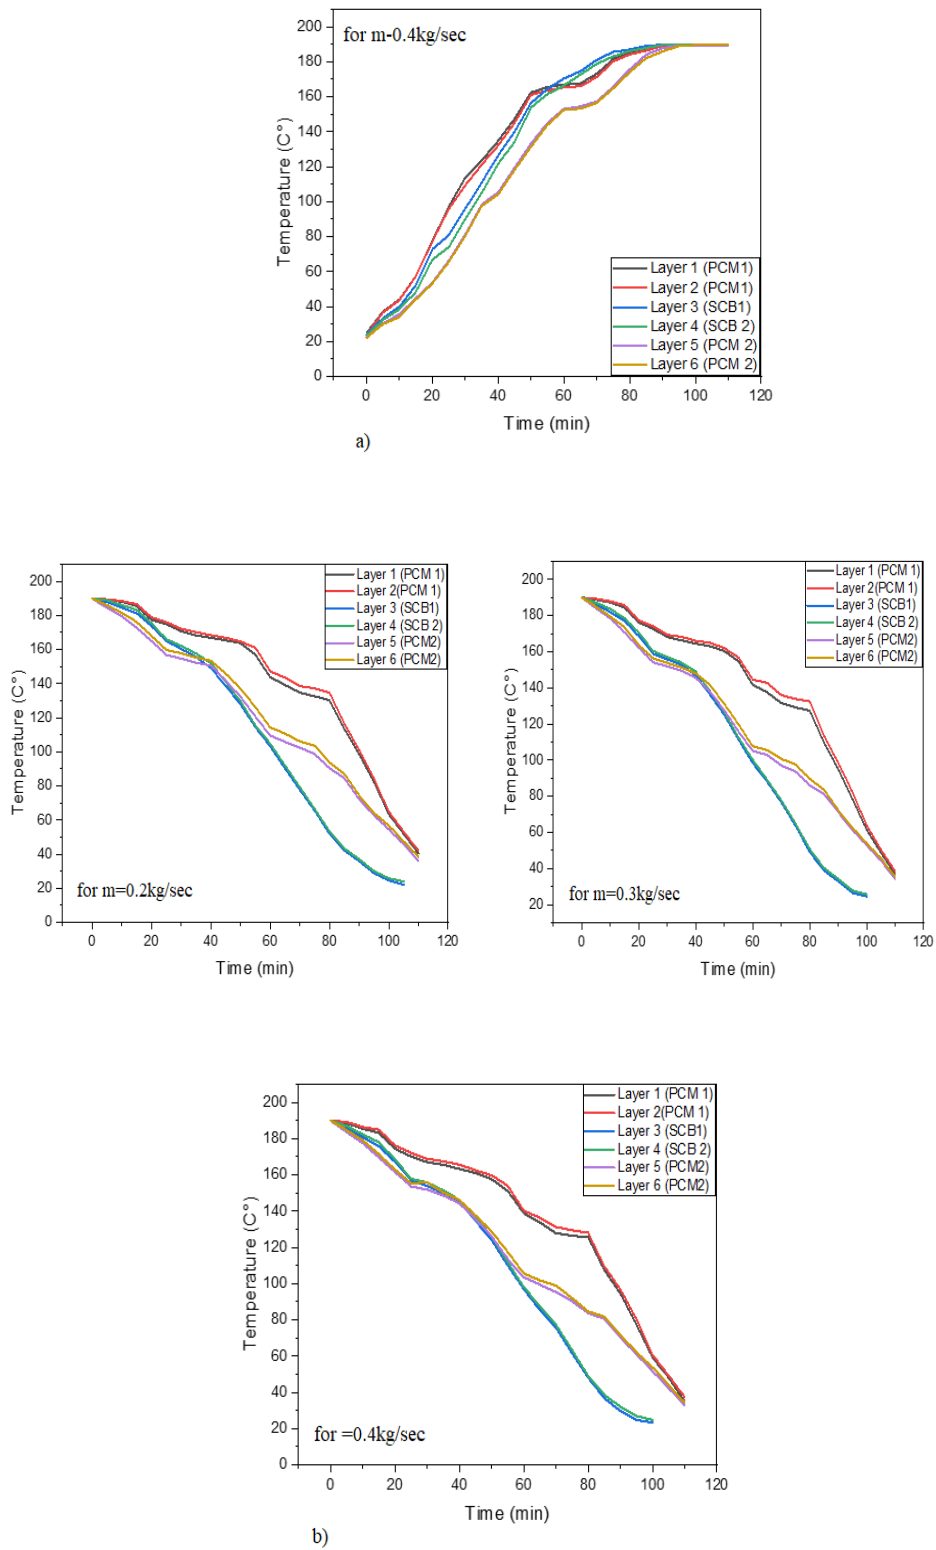 for m-0.4kg/sec
200
180
160
140
120
100
80
60
40
20
0
Temperature (C°)
Layer 1 (PCM1)
Layer 2 (PCM1)
Layer 3 (SCB1)
Layer 4 (SCB 2)
Layer 5 (PCM 2)
Layer 6 (PCM 2)
0 20 40 60 80 100 120
Time (min)
a)
200
180
160
140
120
100
80
60
40
20
0
Temperature (C°)
Layer 1 (PCM 1)
Layer 2(PCM 1)
Layer 3 (SCB1)
Layer 4 (SCB 2)
Layer 5 (PCM2)
Layer 6 (PCM2)
for m=0.2kg/sec
0 20 40 60 80 100 120
Time (min)
200
180
160
140
120
100
80
60
40
20
Temperature (C°)
Layer 1 (PCM 1)
Layer 2(PCM 1)
Layer 3 (SCB1)
Layer 4 (SCB 2)
Layer 5 (PCM2)
Layer 6 (PCM2)
for m=0.3kg/sec
0 20 40 60 80 100 120
Time (min)
200
180
160
140
120
100
80
60
40
20
0
Temperature (C°)
Layer 1 (PCM 1)
Layer 2(PCM 1)
Layer 3 (SCB1)
Layer 4 (SCB 2)
Layer 5 (PCM2)
Layer 6 (PCM2)
for =0.4kg/sec
0 20 40 60 80 100 120
Time (min)
b)